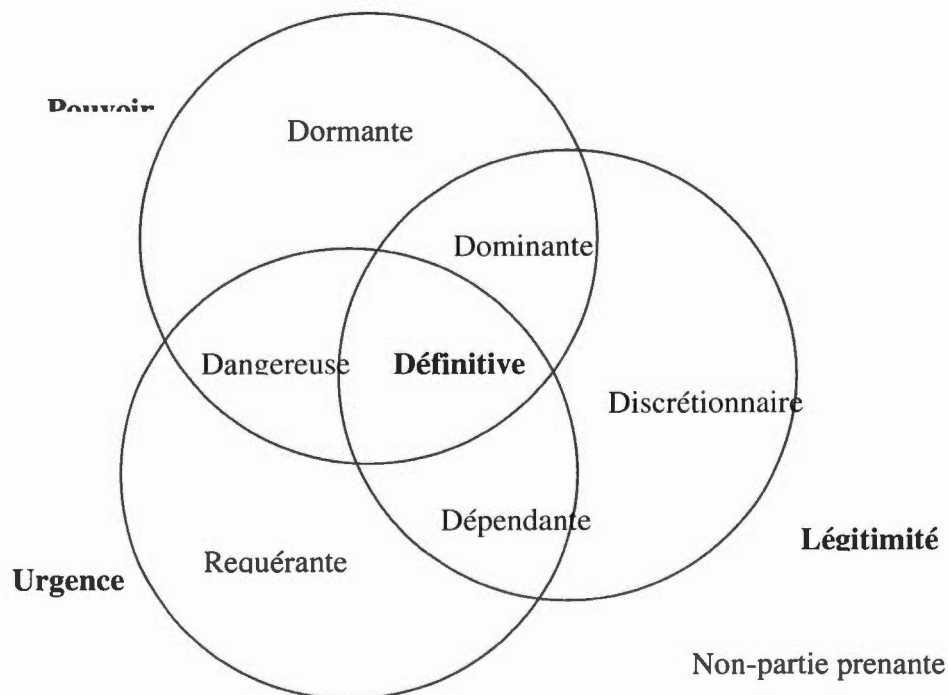 Pouvoir
Dormante
Dominante
Dangereuse
Définitive
Discrétionnaire
Dépendante
Légitimité
Requérante
Urgence
Non-partie prenante